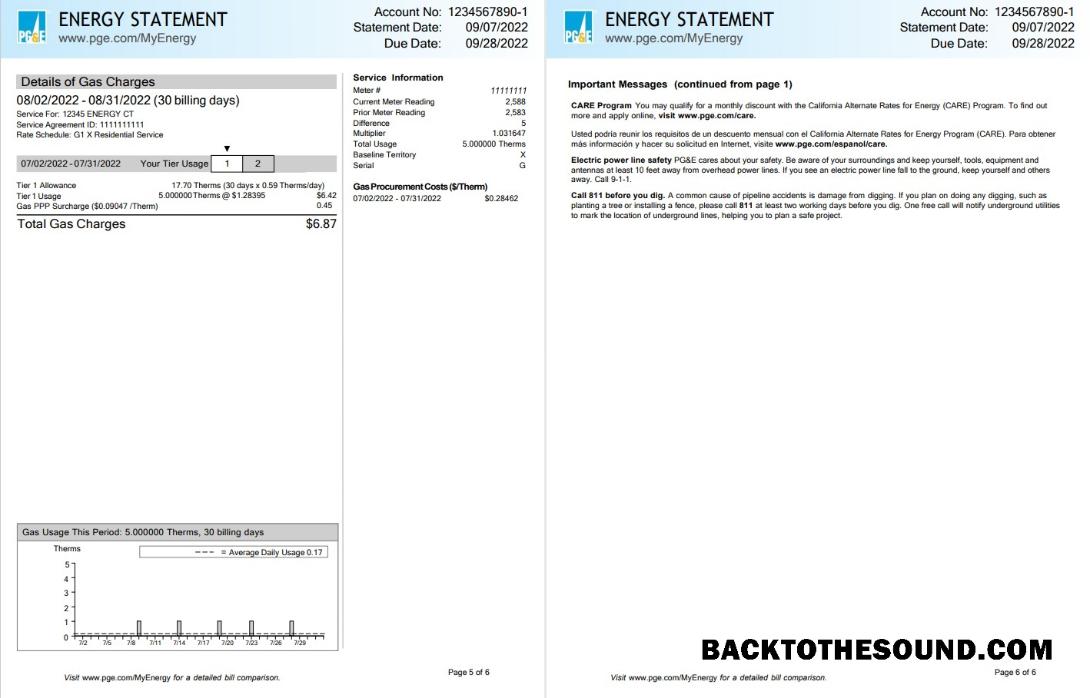 PG&E
ENERGY STATEMENT
www.pge.com/MyEnergy
Account No: 1234567890-1
Statement Date: 09/07/2022
Due Date: 09/28/2022
Details of Gas Charges
08/02/2022 - 08/31/2022 (30 billing days)
Service For: 12345 ENERGY CT
Service Agreement ID: 1111111111
Rate Schedule: G1 X Residential Service
07/02/2022 - 07/31/2022 Your Tier Usage 1 2
Tier 1 Allowance 17.70 Therms (30 days x 0.59 Therms/day)
Tier 1 Usage 5.000000 Therms @ $1.28395 $6.42
Gas PPP Surcharge ($0.09047 /Therm) 0.45
Total Gas Charges $6.87
Service Information
Meter # 11111111
Current Meter Reading 2,588
Prior Meter Reading 2,583
Difference 5
Multiplier 1.031647
Total Usage 5.000000 Therms
Baseline Territory X
Serial G
Gas Procurement Costs ($/Therm)
07/02/2022 - 07/31/2022 $0.28462
Gas Usage This Period: 5.000000 Therms, 30 billing days
Therms
--- = Average Daily Usage 0.17
5
4
3
2
1
0
7/2 7/5 7/8 7/11 7/14 7/17 7/20 7/23 7/26 7/29
Visit www.pge.com/MyEnergy for a detailed bill comparison.
Page 5 of 6
PG&E
ENERGY STATEMENT
www.pge.com/MyEnergy
Account No: 1234567890-1
Statement Date: 09/07/2022
Due Date: 09/28/2022
Important Messages (continued from page 1)
CARE Program You may qualify for a monthly discount with the California Alternate Rates for Energy (CARE) Program. To find out
more and apply online, visit www.pge.com/care.
Usted podría reunir los requisitos de un descuento mensual con el California Alternate Rates for Energy Program (CARE). Para obtener
más información y hacer su solicitud en Internet, visite www.pge.com/espanol/care.
Electric power line safety PG&E cares about your safety. Be aware of your surroundings and keep yourself, tools, equipment and
antennas at least 10 feet away from overhead power lines. If you see an electric power line fall to the ground, keep yourself and others
away. Call 9-1-1.
Call 811 before you dig. A common cause of pipeline accidents is damage from digging. If you plan on doing any digging, such as
planting a tree or installing a fence, please call 811 at least two working days before you dig. One free call will notify underground utilities
to mark the location of underground lines, helping you to plan a safe project.
BACKTOTHESOUND.COM
Visit www.pge.com/MyEnergy for a detailed bill comparison.
Page 6 of 6